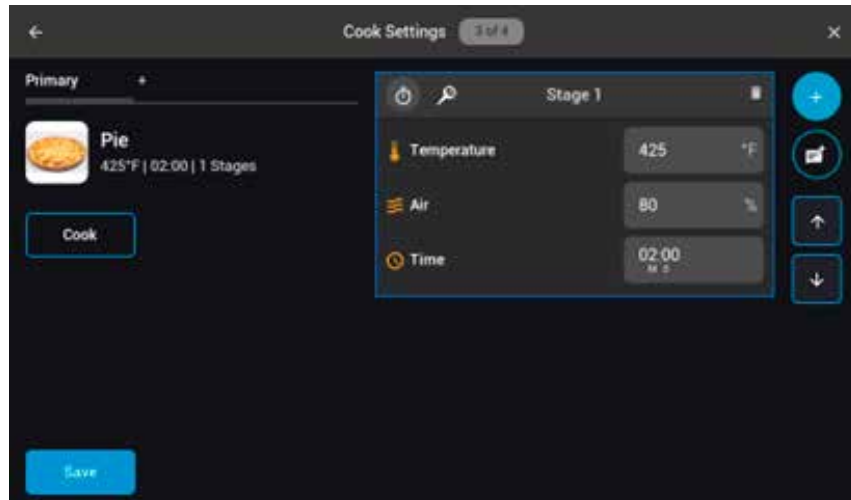 Cook Settings 3 of 4
Primary +
Pie
425°F | 02:00 | 1 Stages
Cook
Save
Stage 1
Temperature 425 °F
Air 80 %
Time 02:00
M S